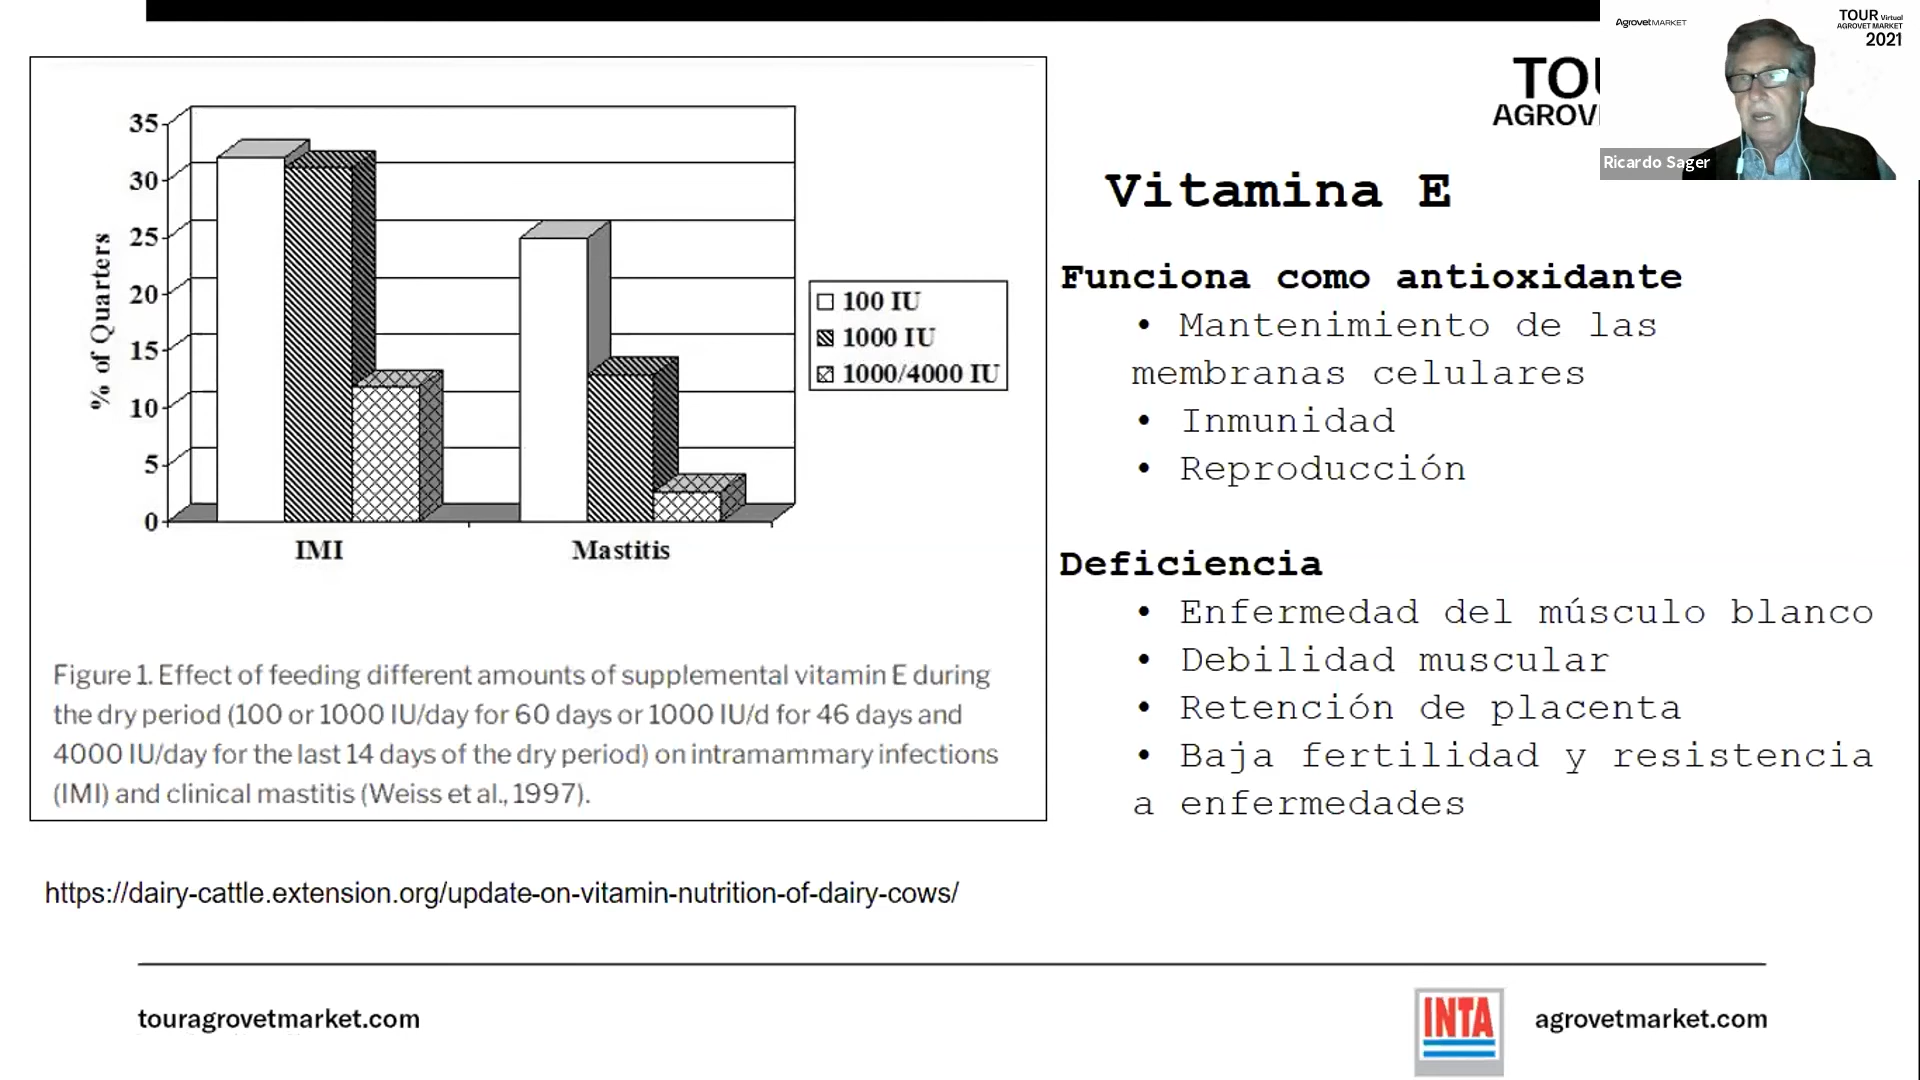 Agrovet MARKET
TOUR Virtual
AGROVET MARKET
2021
Ricardo Sager
TOU
AGROV
35
30
25
20
15
10
5
0
% of Quarters
IMI
Mastitis
100 IU
1000 IU
1000/4000 IU
Figure 1. Effect of feeding different amounts of supplemental vitamin E during
the dry period (100 or 1000 IU/day for 60 days or 1000 IU/d for 46 days and
4000 IU/day for the last 14 days of the dry period) on intramammary infections
(IMI) and clinical mastitis (Weiss et al., 1997).
Vitamina E
Funciona como antioxidante
• Mantenimiento de las
membranas celulares
• Inmunidad
• Reproducción
Deficiencia
• Enfermedad del músculo blanco
• Debilidad muscular
• Retención de placenta
• Baja fertilidad y resistencia
a enfermedades
https://dairy-cattle.extension.org/update-on-vitamin-nutrition-of-dairy-cows/
touragrovetmarket.com
INTA
agrovetmarket.com